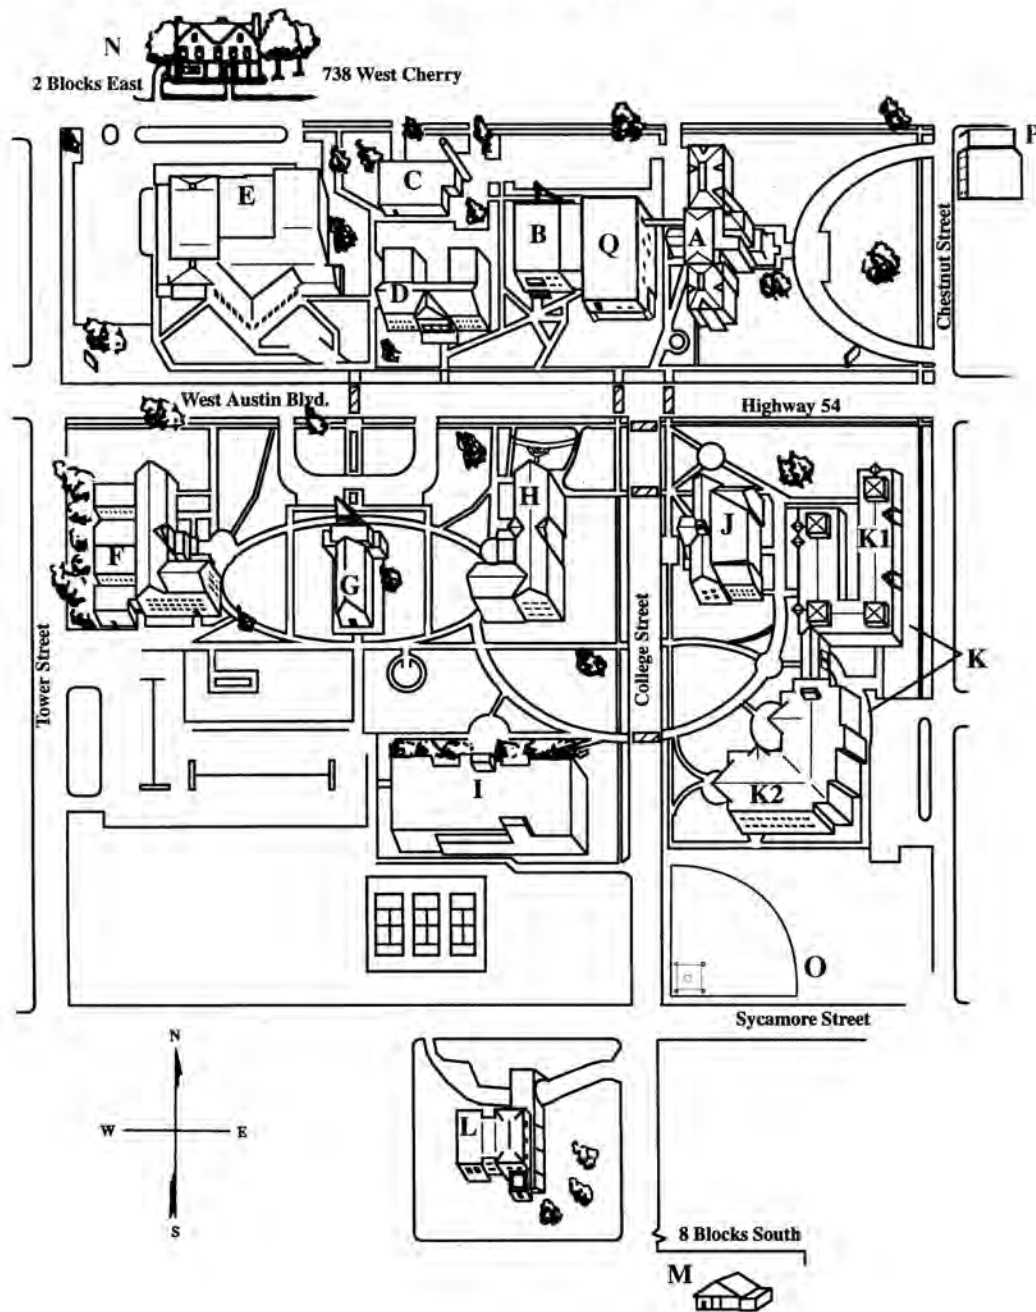 N
2 Blocks East
738 West Cherry
P
E
C
B
Q
A
D
Chestnut Street
West Austin Blvd.
Highway 54
F
G
H
J
K1
K
Tower Street
College Street
I
K2
O
Sycamore Street
N
W
E
S
L
8 Blocks South
M